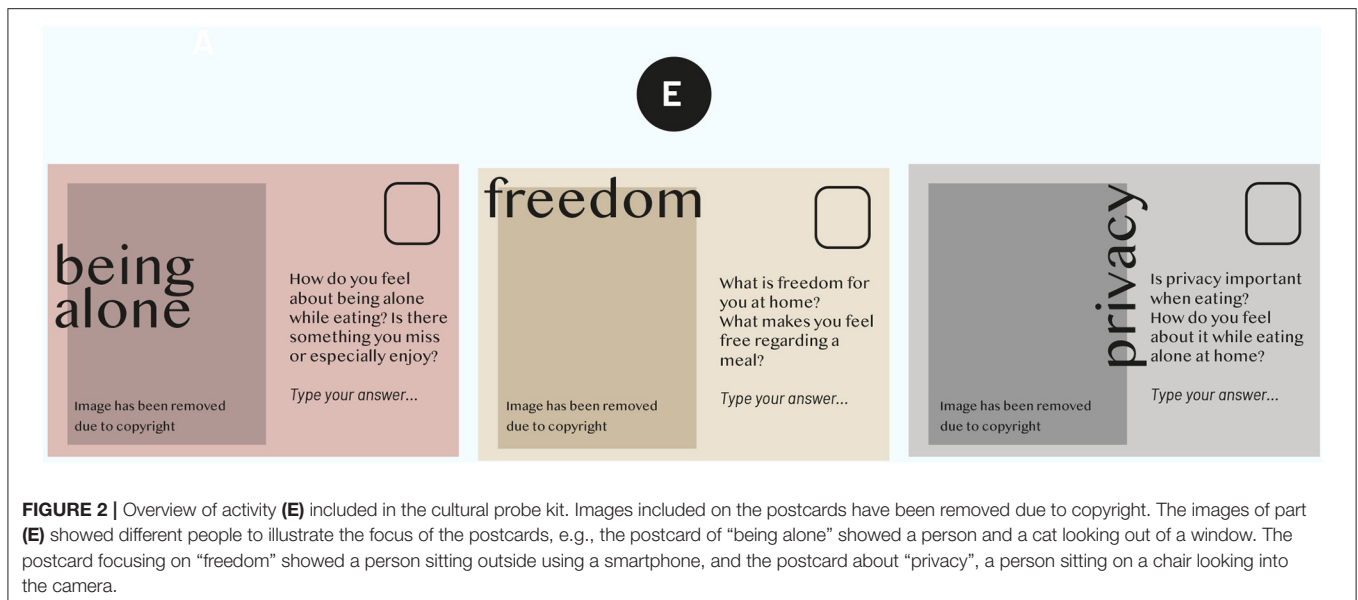 A
E
being
alone
How do you feel
about being alone
while eating? Is there
something you miss
or especially enjoy?
Type your answer...
Image has been removed
due to copyright
freedom
What is freedom for
you at home?
What makes you feel
free regarding a
meal?
Type your answer...
Image has been removed
due to copyright
privacy
Is privacy important
when eating?
How do you feel
about it while eating
alone at home?
Type your answer...
Image has been removed
due to copyright
FIGURE 2 | Overview of activity (E) included in the cultural probe kit. Images included on the postcards have been removed due to copyright. The images of part
(E) showed different people to illustrate the focus of the postcards, e.g., the postcard of “being alone” showed a person and a cat looking out of a window. The
postcard focusing on “freedom” showed a person sitting outside using a smartphone, and the postcard about “privacy”, a person sitting on a chair looking into
the camera.